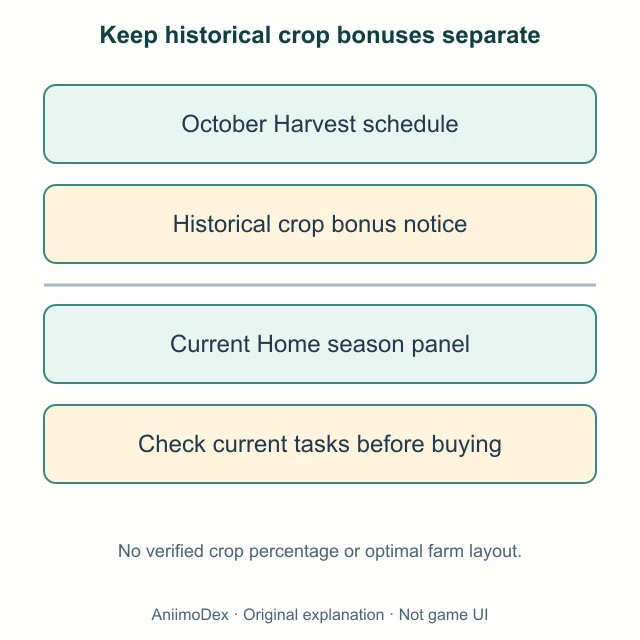 Keep historical crop bonuses separate
October Harvest schedule
Historical crop bonus notice
Current Home season panel
Check current tasks before buying
No verified crop percentage or optimal farm layout.
AniimoDex · Original explanation · Not game UI